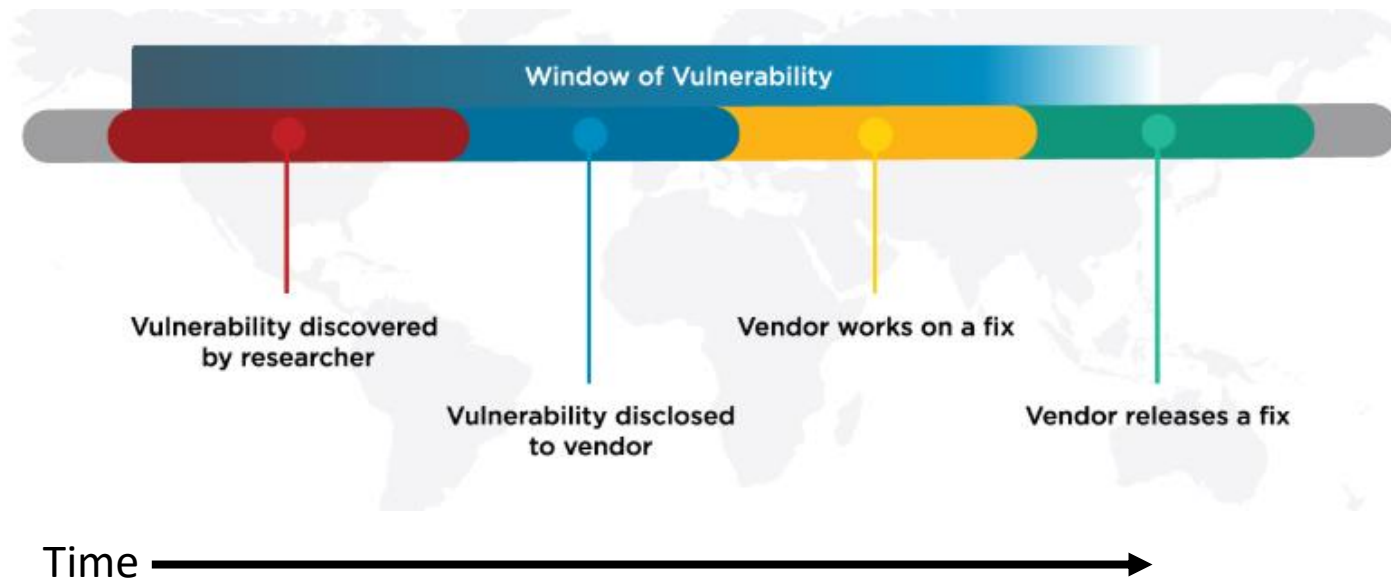 Window of Vulnerability
Vulnerability discovered
by researcher
Vulnerability disclosed
to vendor
Vendor works on a fix
Vendor releases a fix
Time